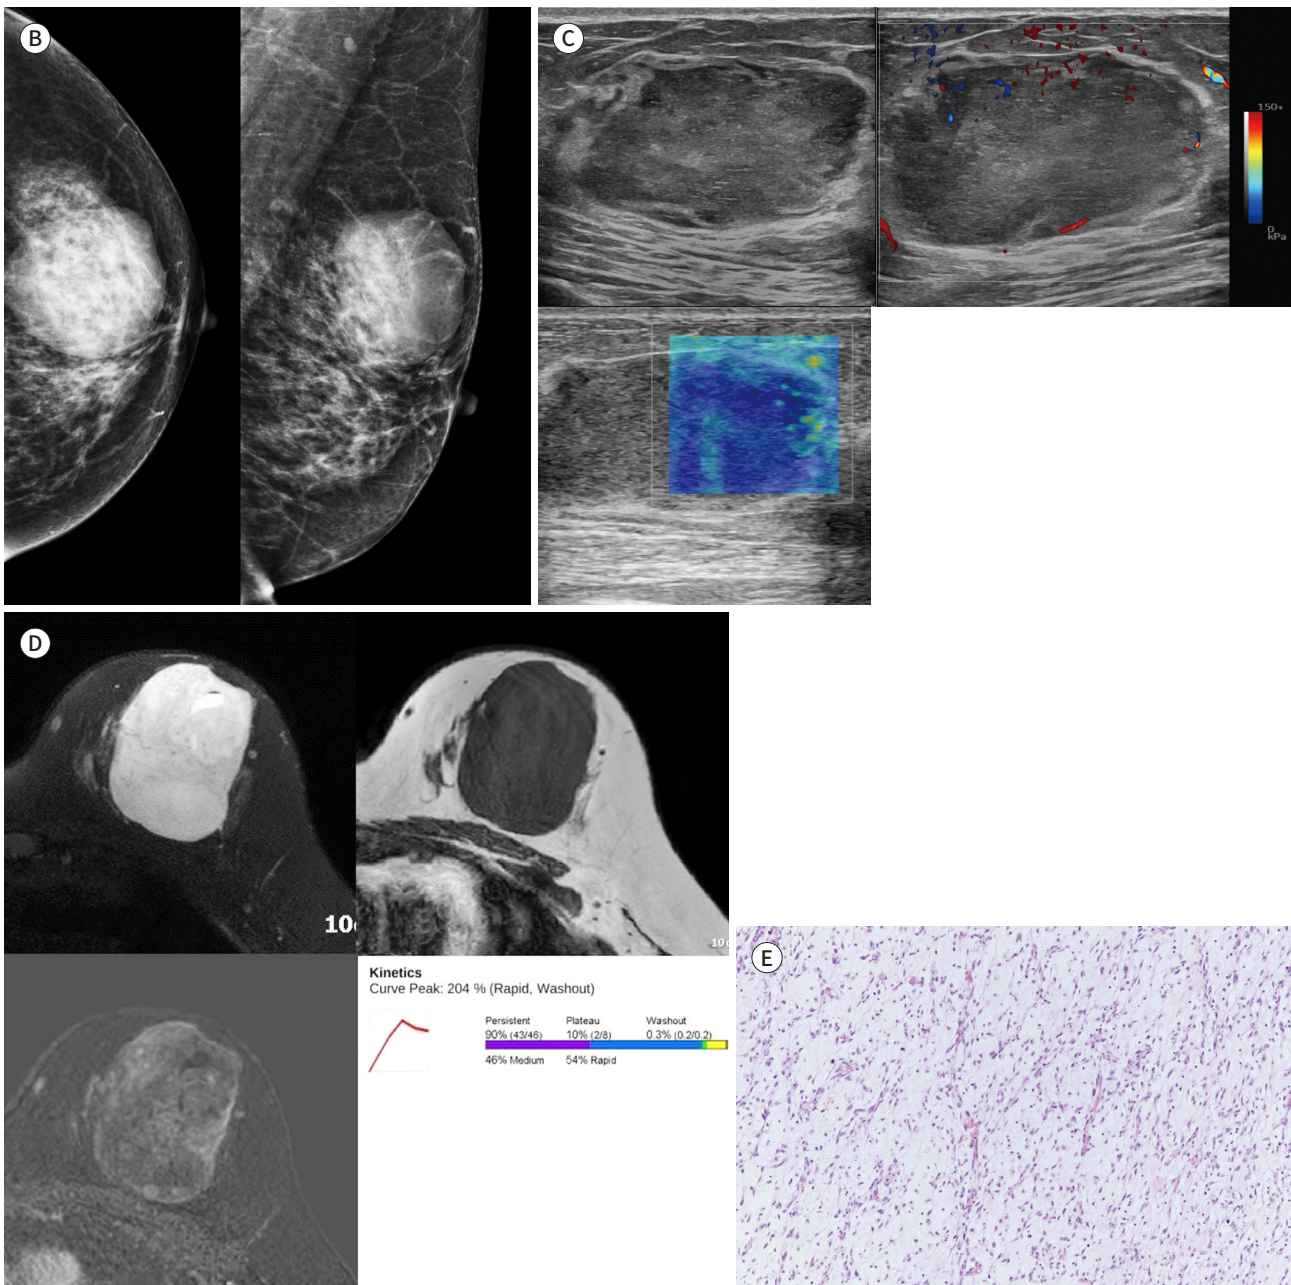 B
C
150+
0
kPa
D
10
10
Kinetics
Curve Peak: 204 % (Rapid, Washout)
Persistent Plateau Washout
90% (43/46) 10% (2/8) 0.3% (0.2/0.2)
46% Medium 54% Rapid
E